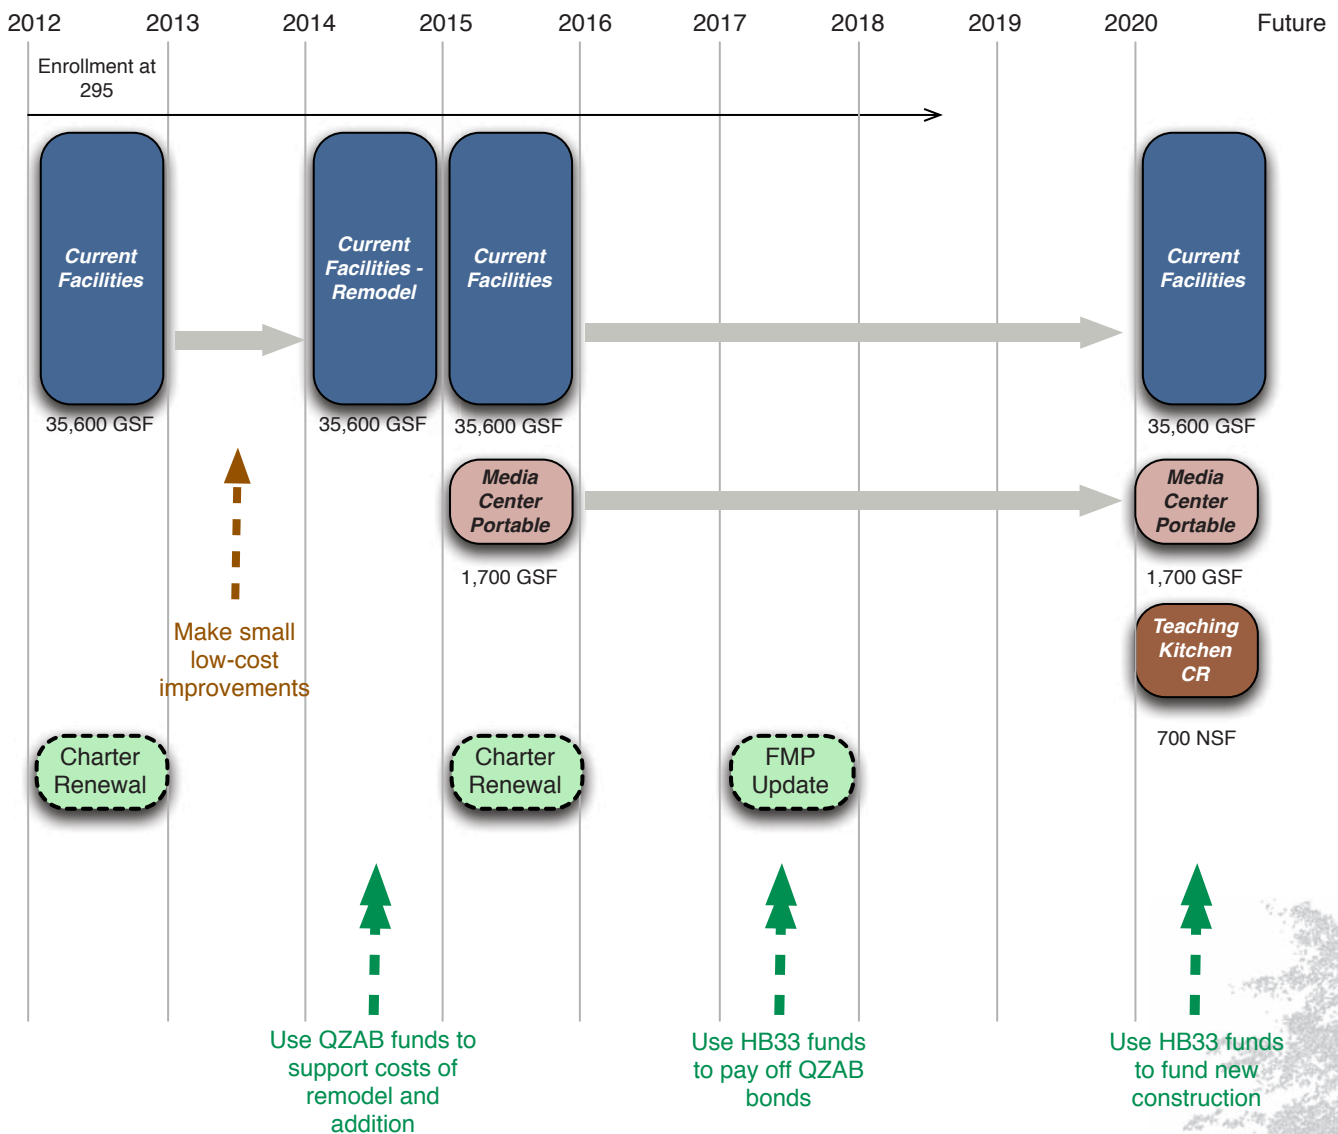 2012 2013 2014 2015 2016 2017 2018 2019 2020 Future
Enrollment at
295
Current
Facilities
35,600 GSF
Current
Facilities -
Remodel
35,600 GSF
Current
Facilities
35,600 GSF
Current
Facilities
35,600 GSF
Media
Center
Portable
1,700 GSF
Media
Center
Portable
1,700 GSF
Teaching
Kitchen
CR
700 NSF
Make small
low-cost
improvements
Charter
Renewal
Charter
Renewal
FMP
Update
Use QZAB funds to
support costs of
remodel and
addition
Use HB33 funds
to pay off QZAB
bonds
Use HB33 funds
to fund new
construction